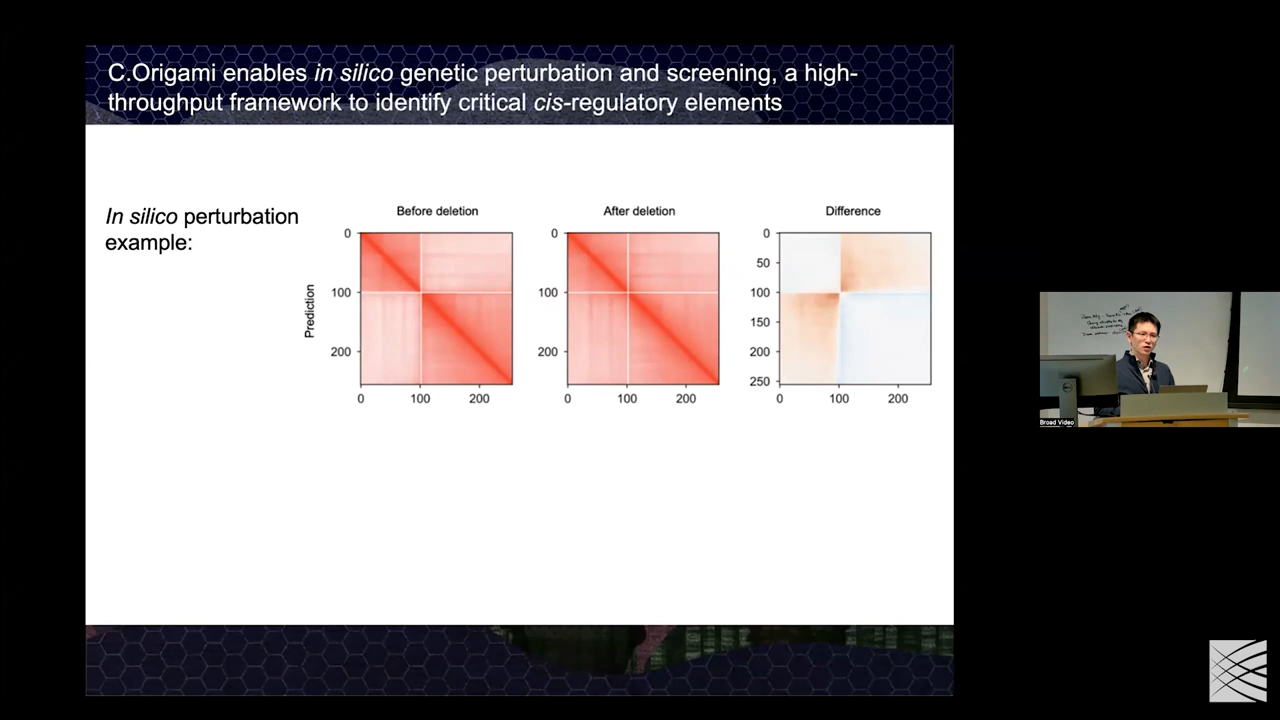 C.Origami enables in silico genetic perturbation and screening, a high-
throughput framework to identify critical cis-regulatory elements
In silico perturbation
example:
Before deletion
After deletion
Difference
Prediction
0
100
200
0
100
200
0
100
200
0
100
200
0
50
100
150
200
250
0
100
200
Broad Video